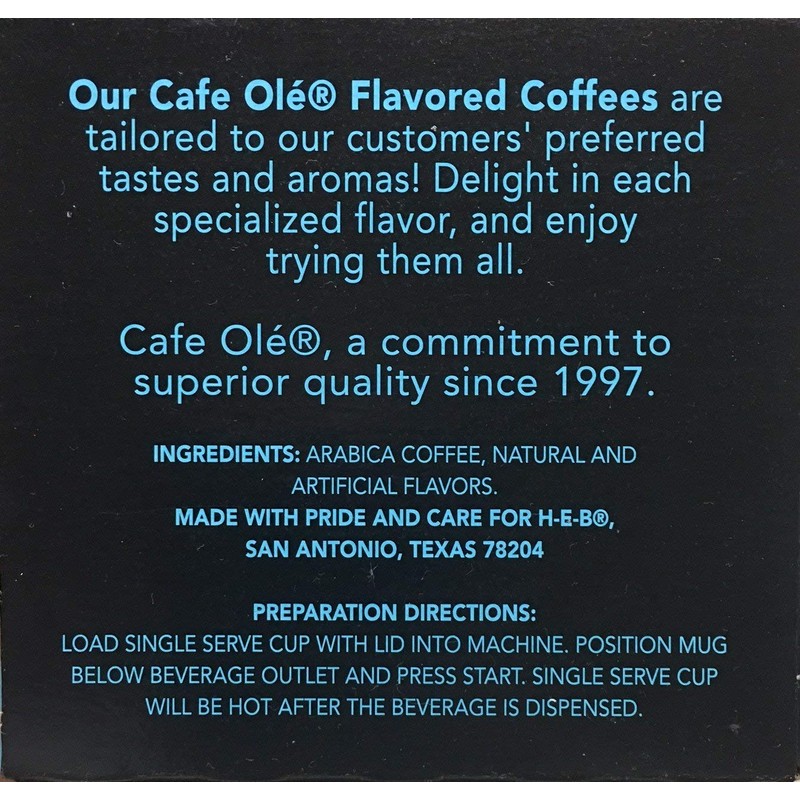 Our Cafe Olé® Flavored Coffees are
tailored to our customers' preferred
tastes and aromas! Delight in each
specialized flavor, and enjoy
trying them all.
Cafe Olé®, a commitment to
superior quality since 1997.
INGREDIENTS: ARABICA COFFEE, NATURAL AND
ARTIFICIAL FLAVORS.
MADE WITH PRIDE AND CARE FOR H-E-B®,
SAN ANTONIO, TEXAS 78204
PREPARATION DIRECTIONS:
LOAD SINGLE SERVE CUP WITH LID INTO MACHINE. POSITION MUG
BELOW BEVERAGE OUTLET AND PRESS START. SINGLE SERVE CUP
WILL BE HOT AFTER THE BEVERAGE IS DISPENSED.